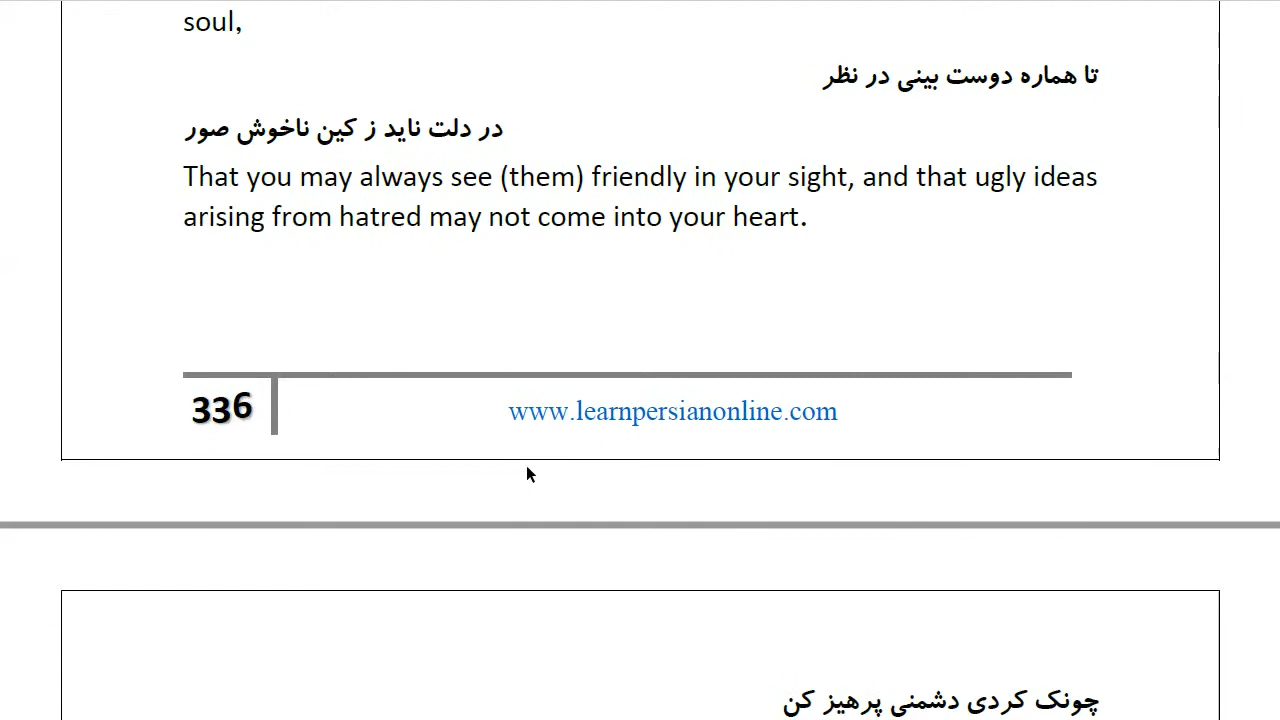 soul,
تا هماره دوست بینی در نظر
در دلت ناید ز کین ناخوش صور
That you may always see (them) friendly in your sight, and that ugly ideas
arising from hatred may not come into your heart.
336
www.learnpersianonline.com
چونک کردی دشمنی پرهیز کن